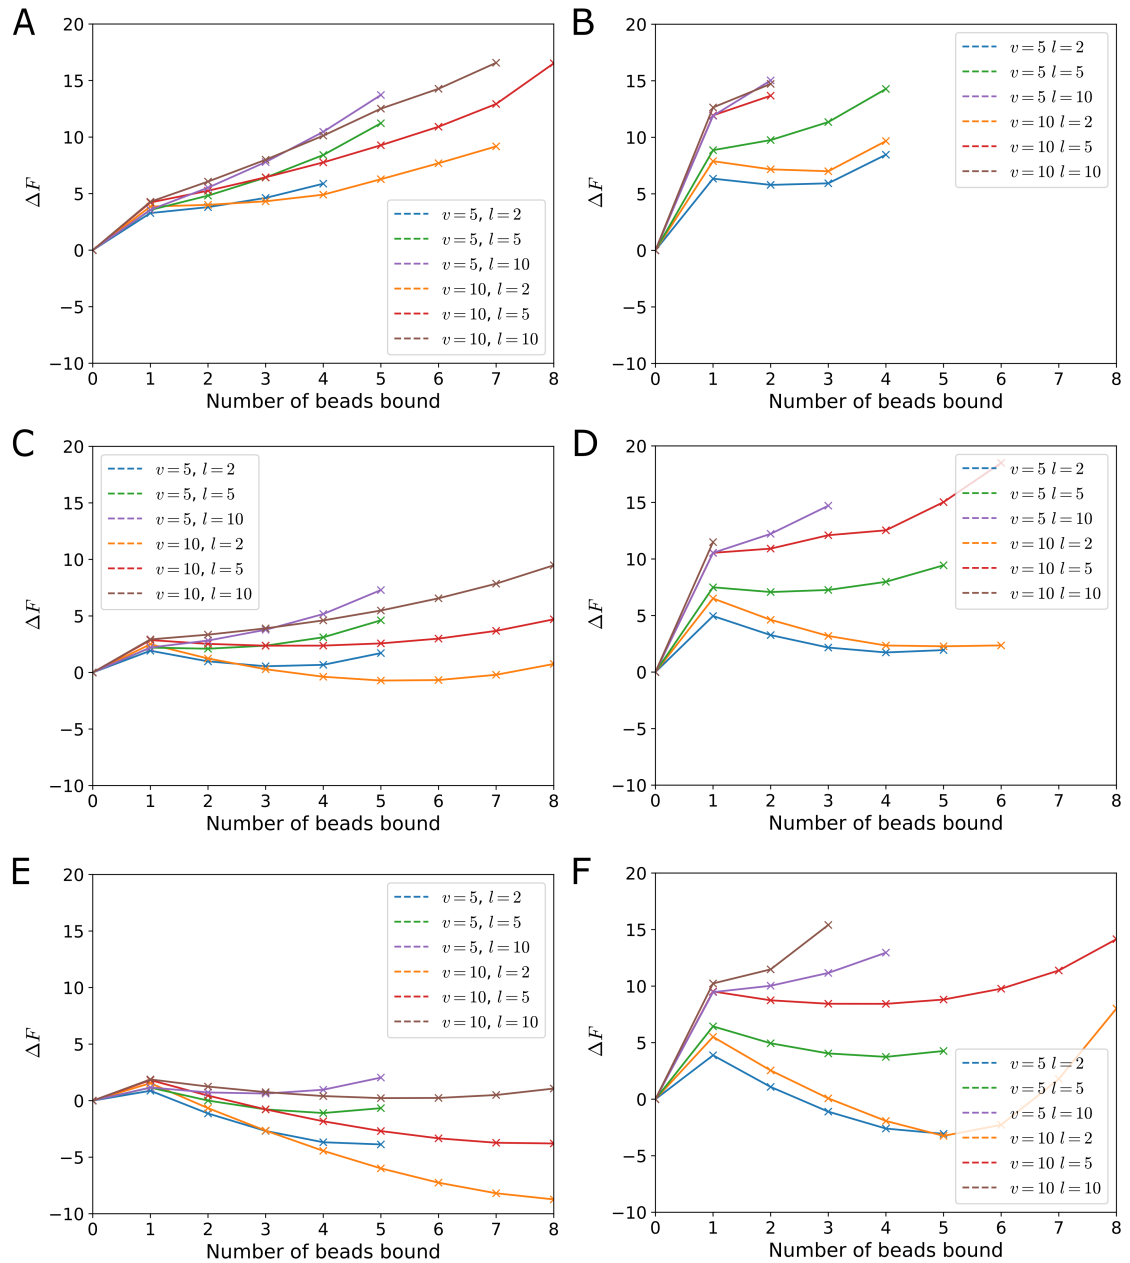 A
20
15
10
5
0
−5
−10
ΔF
0 1 2 3 4 5 6 7 8
Number of beads bound
v = 5, l = 2
v = 5, l = 5
v = 5, l = 10
v = 10, l = 2
v = 10, l = 5
v = 10, l = 10
B
20
15
10
5
0
−5
−10
ΔF
0 1 2 3 4 5 6 7 8
Number of beads bound
v = 5 l = 2
v = 5 l = 5
v = 5 l = 10
v = 10 l = 2
v = 10 l = 5
v = 10 l = 10
C
20
15
10
5
0
−5
−10
ΔF
0 1 2 3 4 5 6 7 8
Number of beads bound
v = 5, l = 2
v = 5, l = 5
v = 5, l = 10
v = 10, l = 2
v = 10, l = 5
v = 10, l = 10
D
20
15
10
5
0
−5
−10
ΔF
0 1 2 3 4 5 6 7 8
Number of beads bound
v = 5 l = 2
v = 5 l = 5
v = 5 l = 10
v = 10 l = 2
v = 10 l = 5
v = 10 l = 10
E
20
15
10
5
0
−5
−10
ΔF
0 1 2 3 4 5 6 7 8
Number of beads bound
v = 5, l = 2
v = 5, l = 5
v = 5, l = 10
v = 10, l = 2
v = 10, l = 5
v = 10, l = 10
F
20
15
10
5
0
−5
−10
ΔF
0 1 2 3 4 5 6 7 8
Number of beads bound
v = 5 l = 2
v = 5 l = 5
v = 5 l = 10
v = 10 l = 2
v = 10 l = 5
v = 10 l = 10